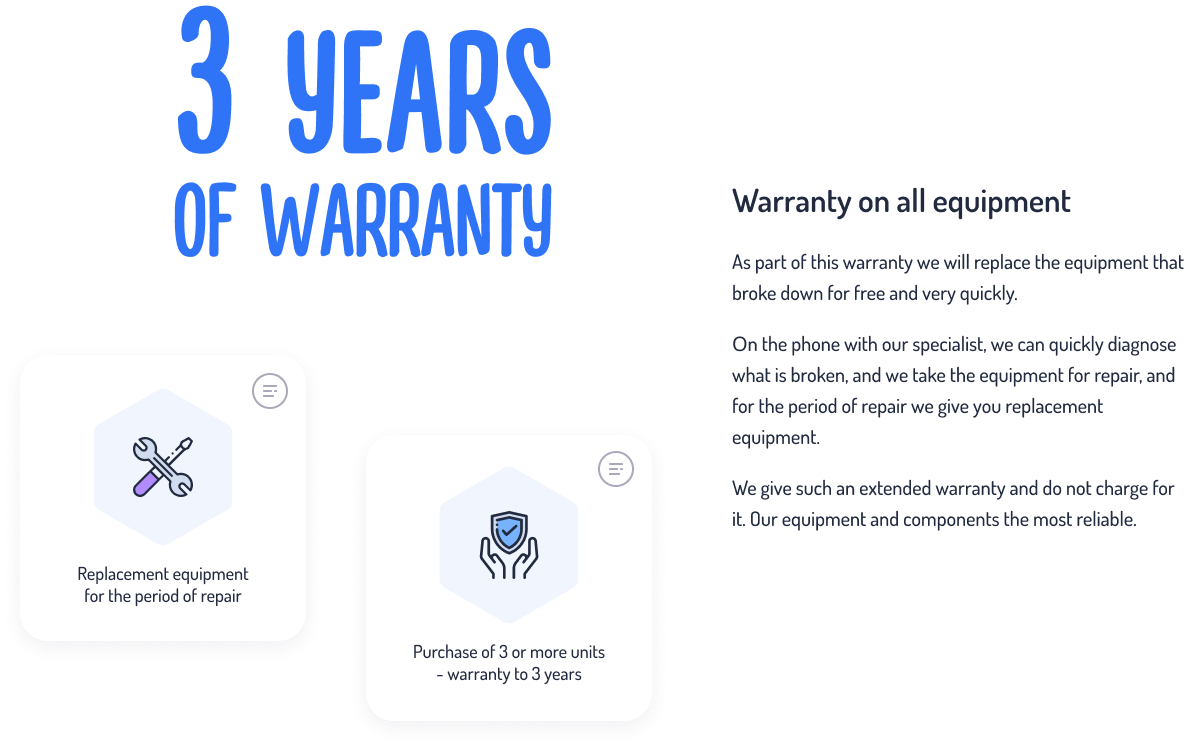 3 YEARS
OF WARRANTY
Replacement equipment
for the period of repair
Purchase of 3 or more units
- warranty to 3 years
Warranty on all equipment
As part of this warranty we will replace the equipment that
broke down for free and very quickly.
On the phone with our specialist, we can quickly diagnose
what is broken, and we take the equipment for repair, and
for the period of repair we give you replacement
equipment.
We give such an extended warranty and do not charge for
it. Our equipment and components the most reliable.